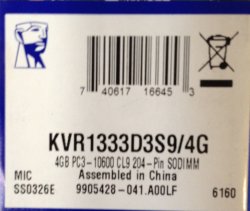 7 40617 16645 3
KVR1333D3S9/4G
4GB PC3-10600 CL9 204-Pin SODIMM
MIC Assembled in China
SS0326E 9905428-041.A00LF 6160